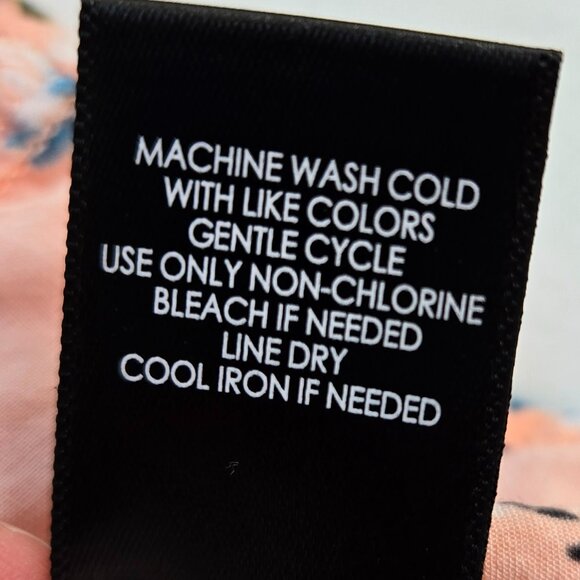 MACHINE WASH COLD
WITH LIKE COLORS
GENTLE CYCLE
USE ONLY NON-CHLORINE
BLEACH IF NEEDED
LINE DRY
COOL IRON IF NEEDED